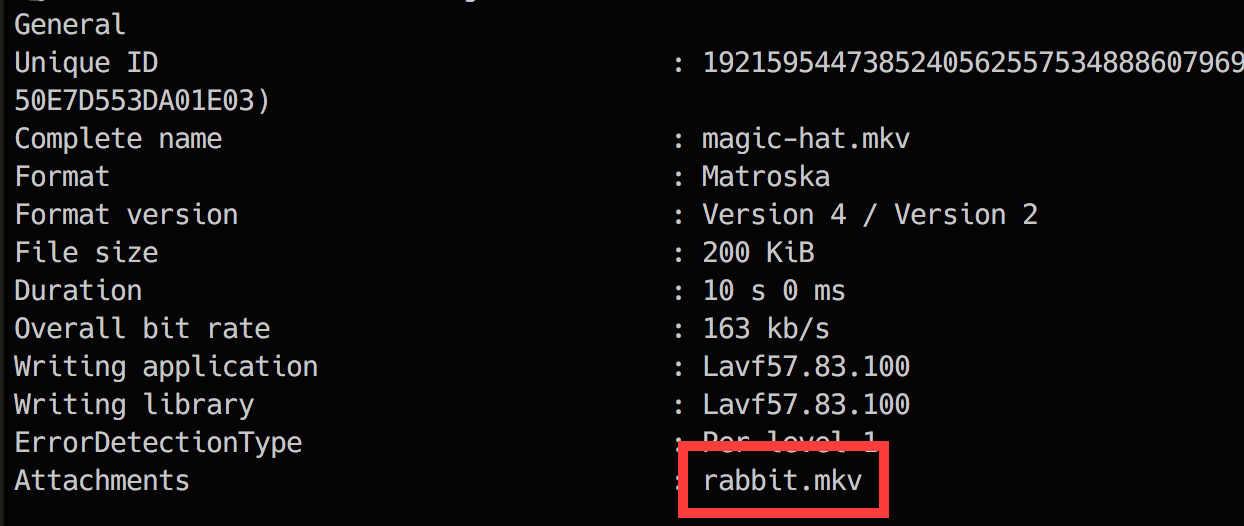 General
Unique ID : 1921595447385240562557534888607969
50E7D553DA01E03)
Complete name : magic-hat.mkv
Format : Matroska
Format version : Version 4 / Version 2
File size : 200 KiB
Duration : 10 s 0 ms
Overall bit rate : 163 kb/s
Writing application : Lavf57.83.100
Writing library : Lavf57.83.100
ErrorDetectionType : Per level 1
Attachments : rabbit.mkv